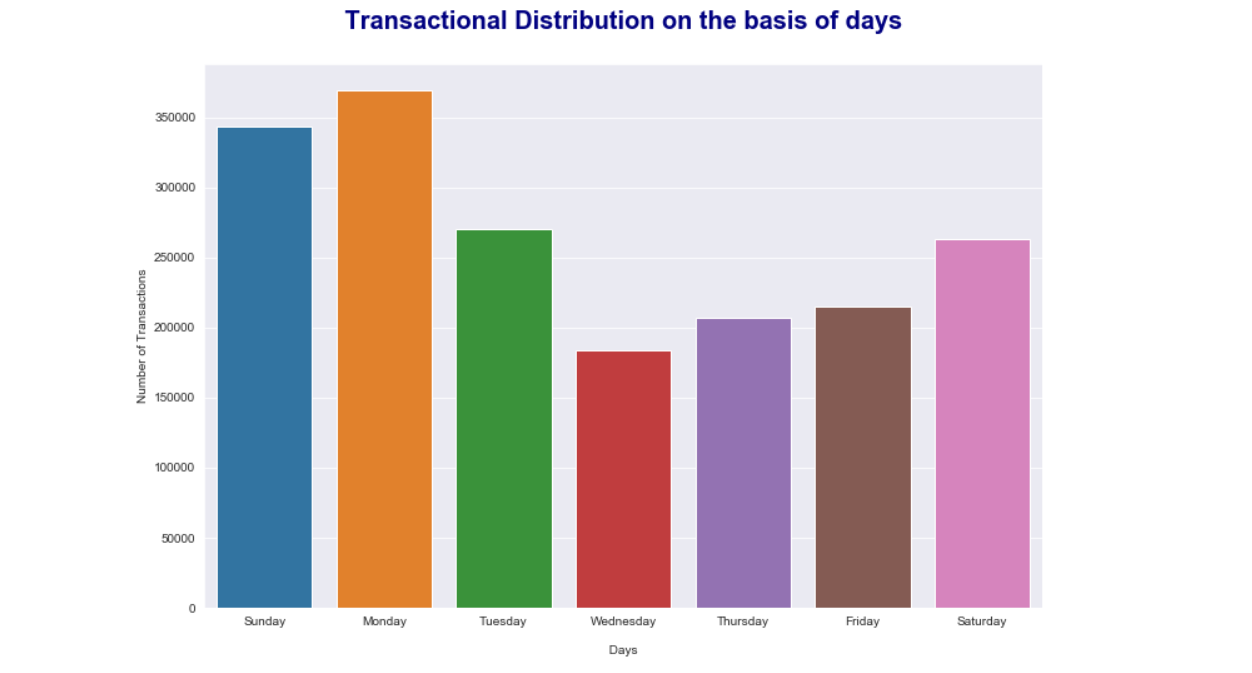 Transactional Distribution on the basis of days
350000
300000
250000
200000
150000
100000
50000
0
Number of Transactions
Sunday Monday Tuesday Wednesday Thursday Friday Saturday
Days